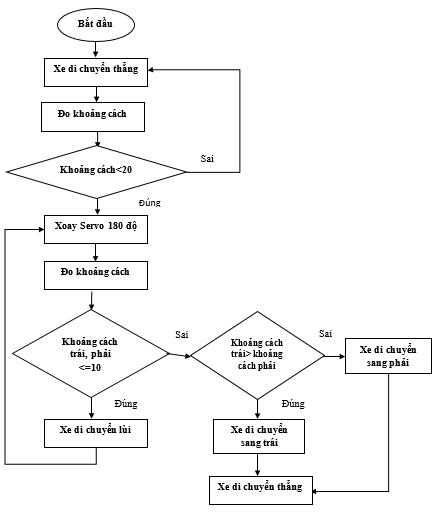 Bất đầu
Xe di chuyển thẳng
Đo khoảng cách
Khoảng cách<20
Sai
Đúng
Xoay Servo 180 độ
Đo khoảng cách
Khoảng cách
trái, phải
<=10
Sai
Khoảng cách
trái> khoảng
cách phải
Sai
Xe di chuyển
sang phải
Đúng
Đúng
Xe di chuyển lùi
Xe di chuyển
sang trái
Xe di chuyển thẳng